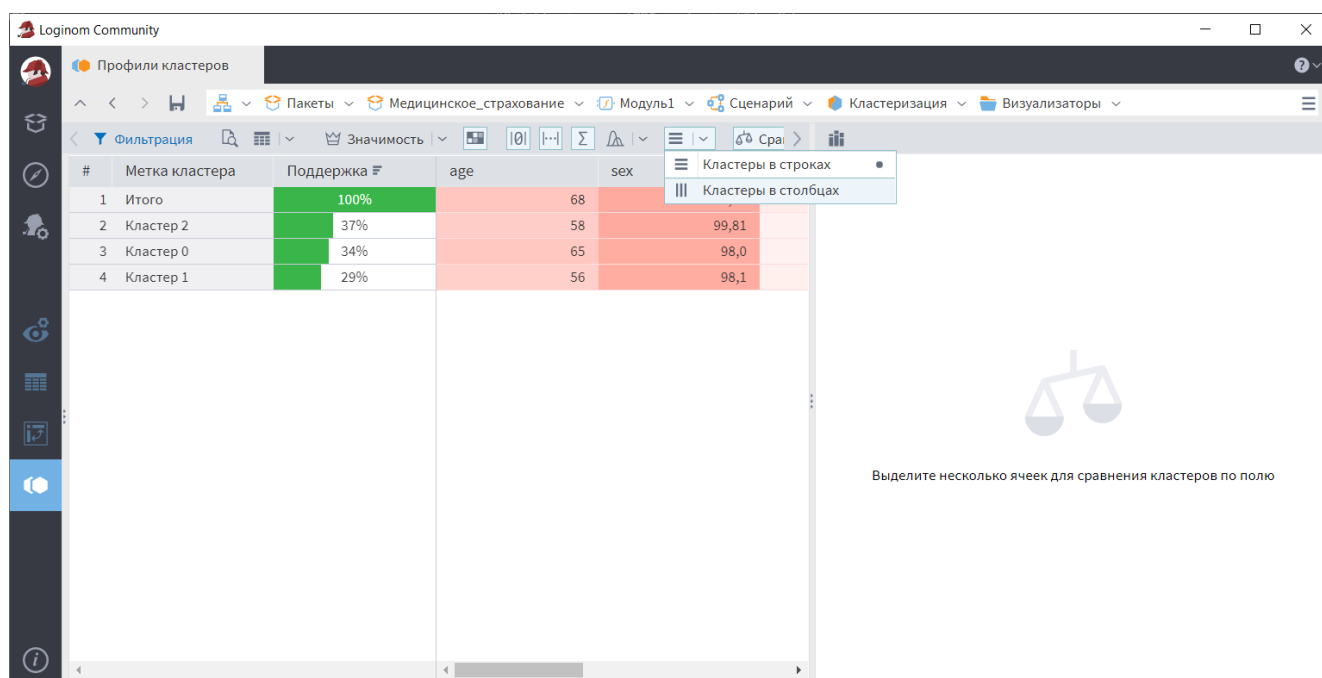 Loginom Community
Профили кластеров
Пакеты Медицинское_страхование Модуль1 Сценарий Кластеризация Визуализаторы
Фильтрация Значимость Σ
# Метка кластера Поддержка age sex
Кластеры в строках
Кластеры в столбцах
1 Итого 100% 68
2 Кластер 2 37% 58 99,81
3 Кластер 0 34% 65 98,0
4 Кластер 1 29% 56 98,1
Выделите несколько ячеек для сравнения кластеров по полю